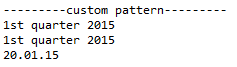 ---------custom pattern---------
1st quarter 2015
1st quarter 2015
20.01.15